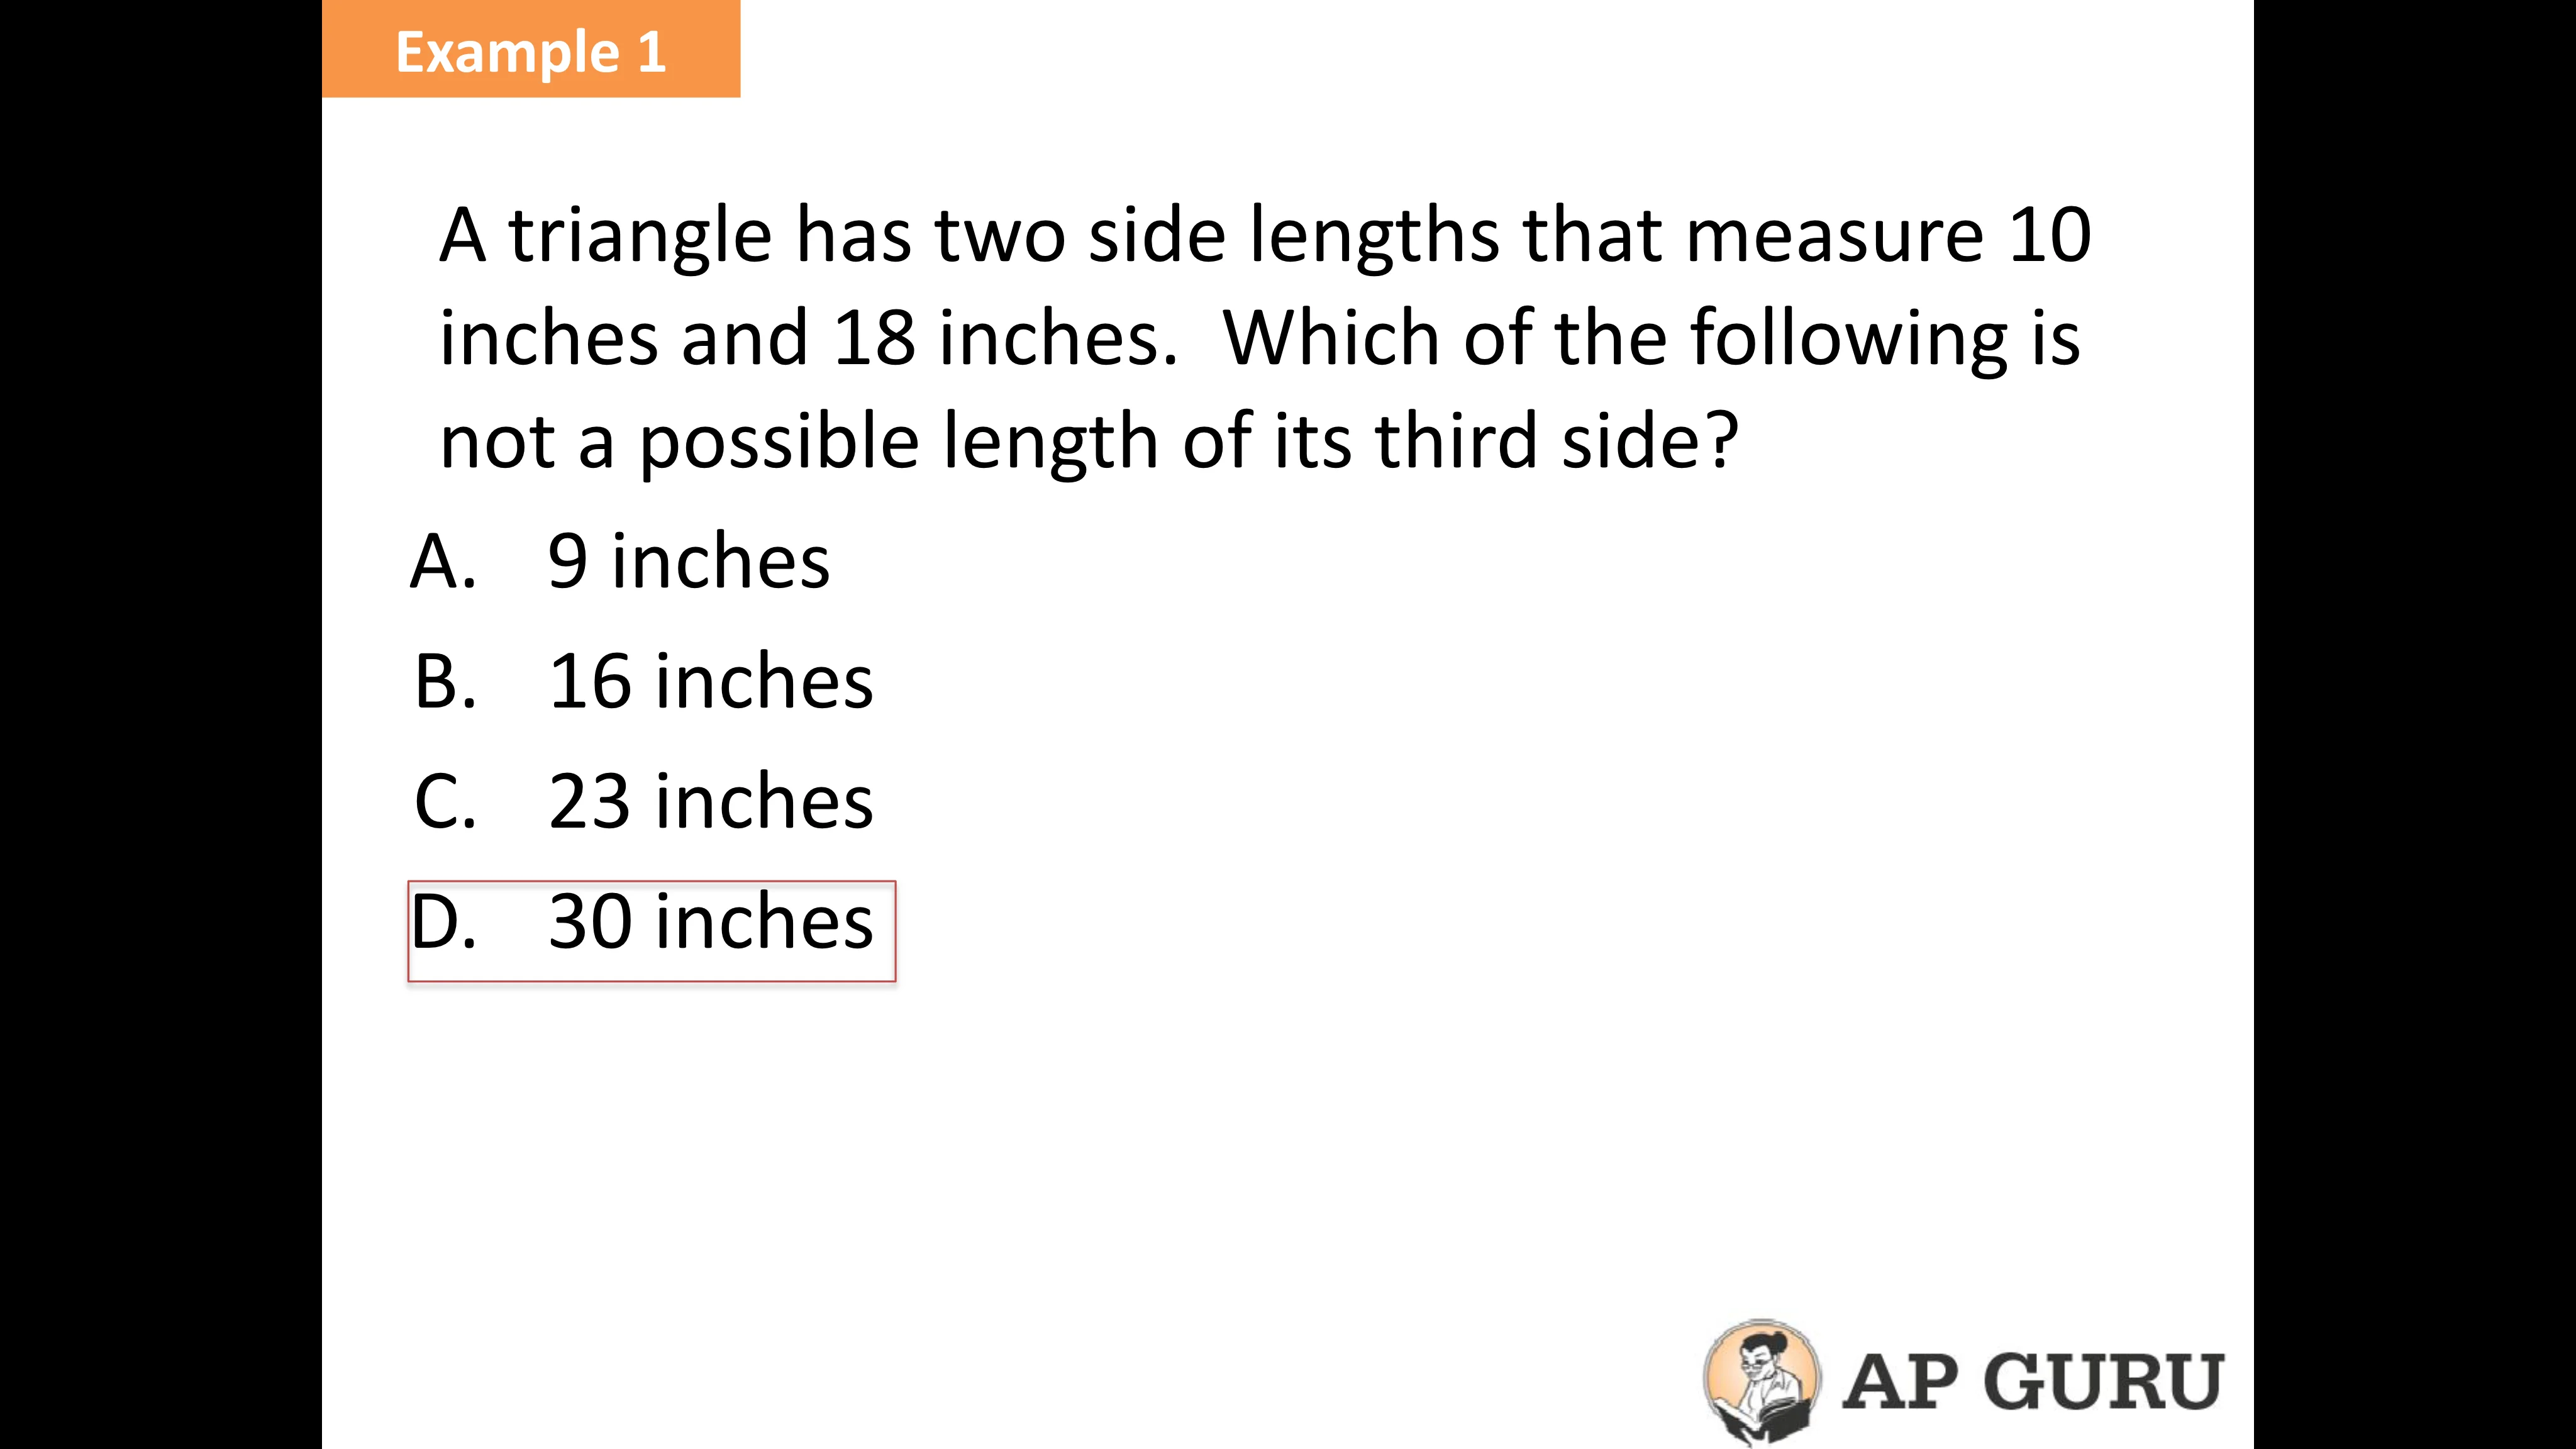 Example 1
A triangle has two side lengths that measure 10
inches and 18 inches.  Which of the following is
not a possible length of its third side?
A. 9 inches
B. 16 inches
C. 23 inches
D. 30 inches
AP GURU